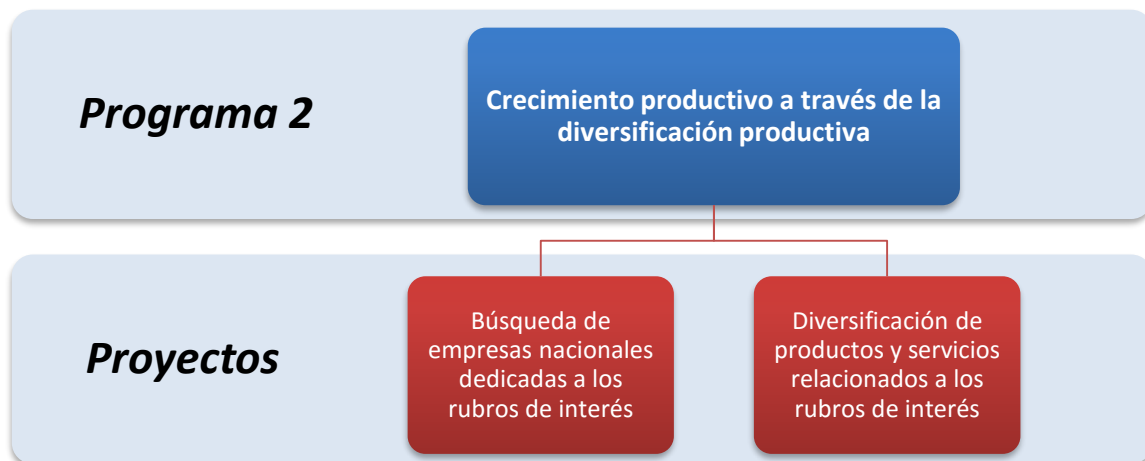 Programa 2
Crecimiento productivo a través de la
diversificación productiva
Proyectos
Búsqueda de
empresas nacionales
dedicadas a los
rubros de interés
Diversificación de
productos y servicios
relacionados a los
rubros de interés